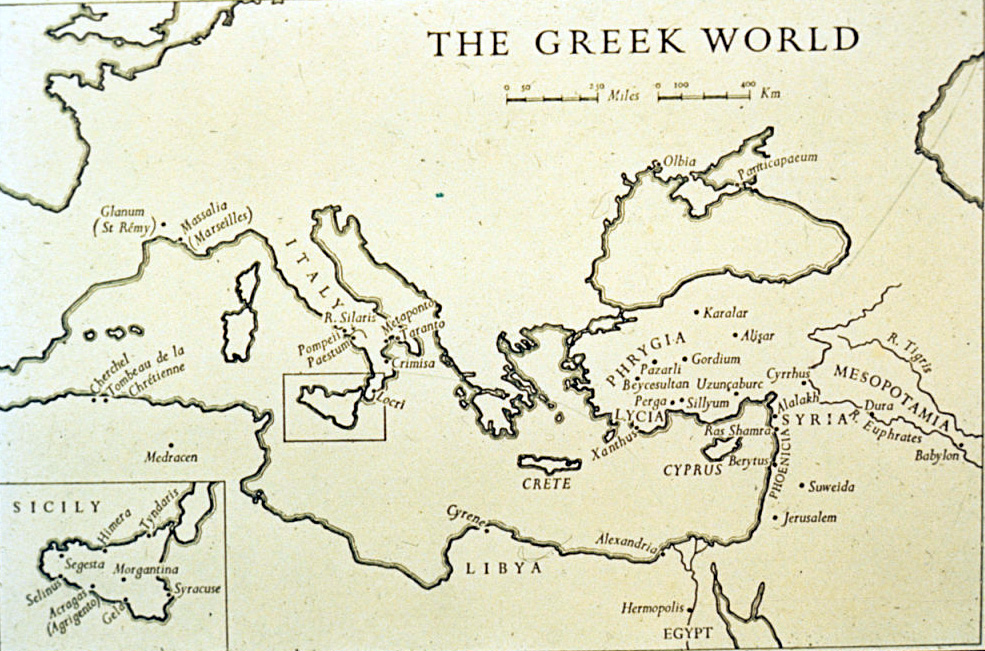 THE GREEK WORLD
0 50 250 Miles 0 100 400 Km
Olbia
Panticapaeum
Glanum
(St Rémy)
Massalia
(Marseilles)
ITALY
R. Silaris
Metaponto
Taranto
Pompeii
Paestum
Crimisa
Locri
Cherchel
Tombeau de la
Chrétienne
Medracen
Karalar
Alişar
PHRYGIA
Gordium
Pazarli
Beycesultan
Uzunçaburc
Cyrrhus
Perga
Sillyum
LYCIA
Xanthus
R. Tigris
MESOPOTAMIA
Alalakh
SYRIA
Dura
R. Euphrates
Babylon
Ras Shamra
CYPRUS
Berytus
PHOENICIA
CRETE
Suweida
Jerusalem
Cyrene
Alexandria
LIBYA
Hermopolis
EGYPT
SICILY
Himera
Tyndaris
Segesta
Morgantina
Selinus
Acragas
(Agrigento)
Gela
Syracuse